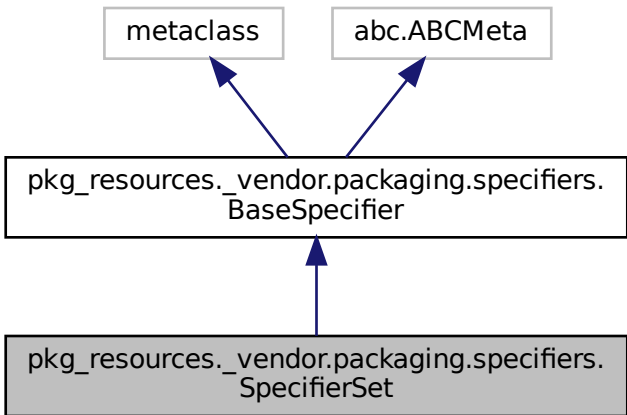 metaclass
abc.ABCMeta
pkg_resources._vendor.packaging.specifiers.
BaseSpecifier
pkg_resources._vendor.packaging.specifiers.
SpecifierSet